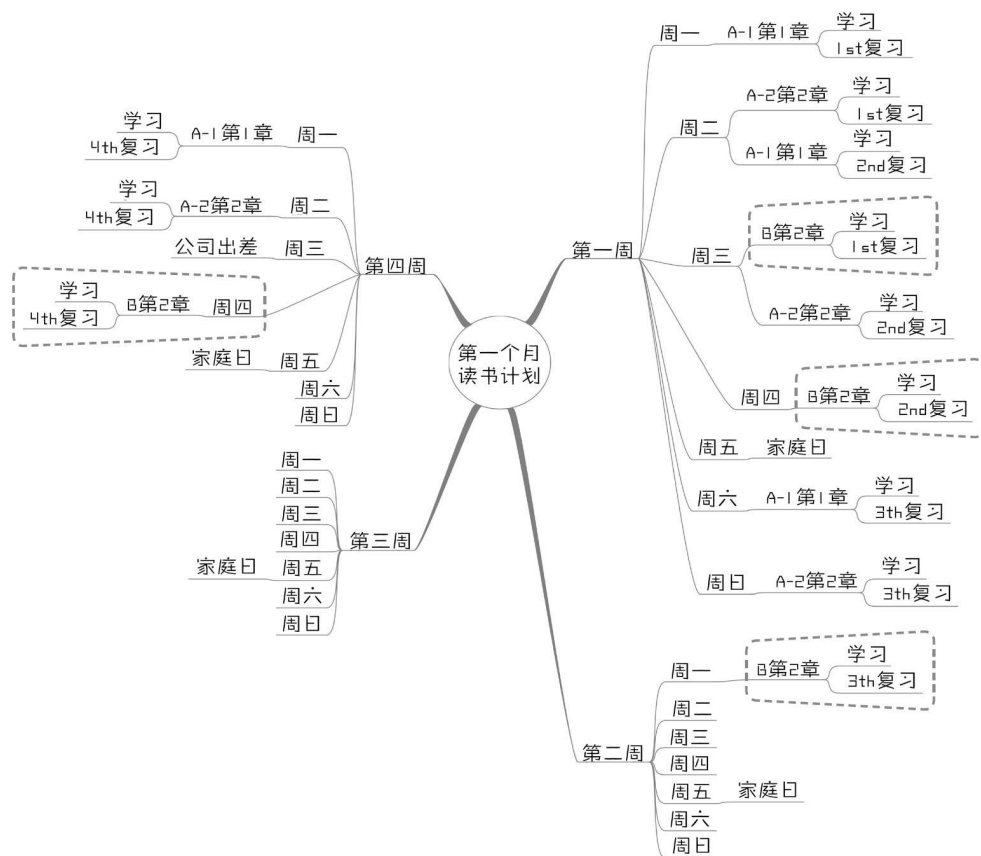 第一个月
读书计划
第一周
周一
A-1第1章
学习
1st复习
周二
A-2第2章
学习
1st复习
A-1第1章
学习
2nd复习
周三
B第2章
学习
1st复习
A-2第2章
学习
2nd复习
周四
B第2章
学习
2nd复习
周五
家庭日
周六
A-1第1章
学习
3th复习
周日
A-2第2章
学习
3th复习
第二周
周一
B第2章
学习
3th复习
周二
周三
周四
周五
家庭日
周六
周日
第三周
周一
周二
周三
周四
周五
家庭日
周六
周日
第四周
周一
A-1第1章
学习
4th复习
周二
A-2第2章
学习
4th复习
周三
公司出差
周四
B第2章
学习
4th复习
周五
家庭日
周六
周日